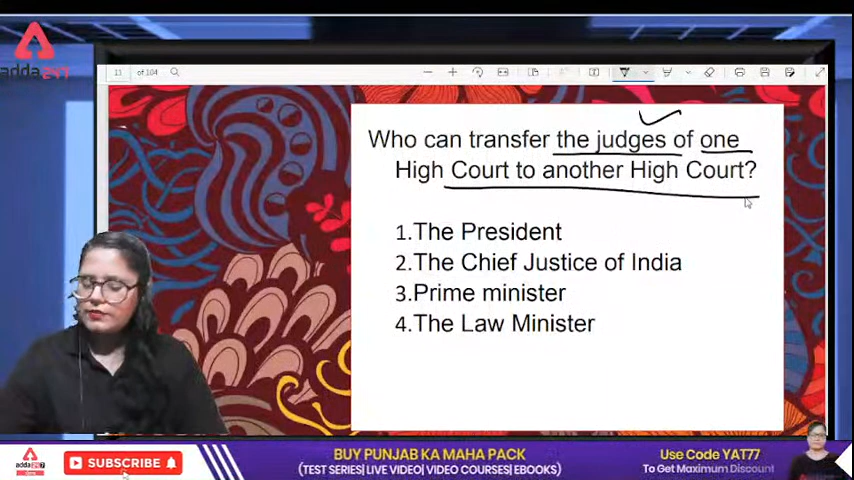 adda247
11 of 104
Who can transfer the judges of one
High Court to another High Court?
1.The President
2.The Chief Justice of India
3.Prime minister
4.The Law Minister
adda247
SUBSCRIBE
BUY PUNJAB KA MAHA PACK
(TEST SERIES| LIVE VIDEO| VIDEO COURSES| EBOOKS)
Use Code YAT77
To Get Maximum Discount